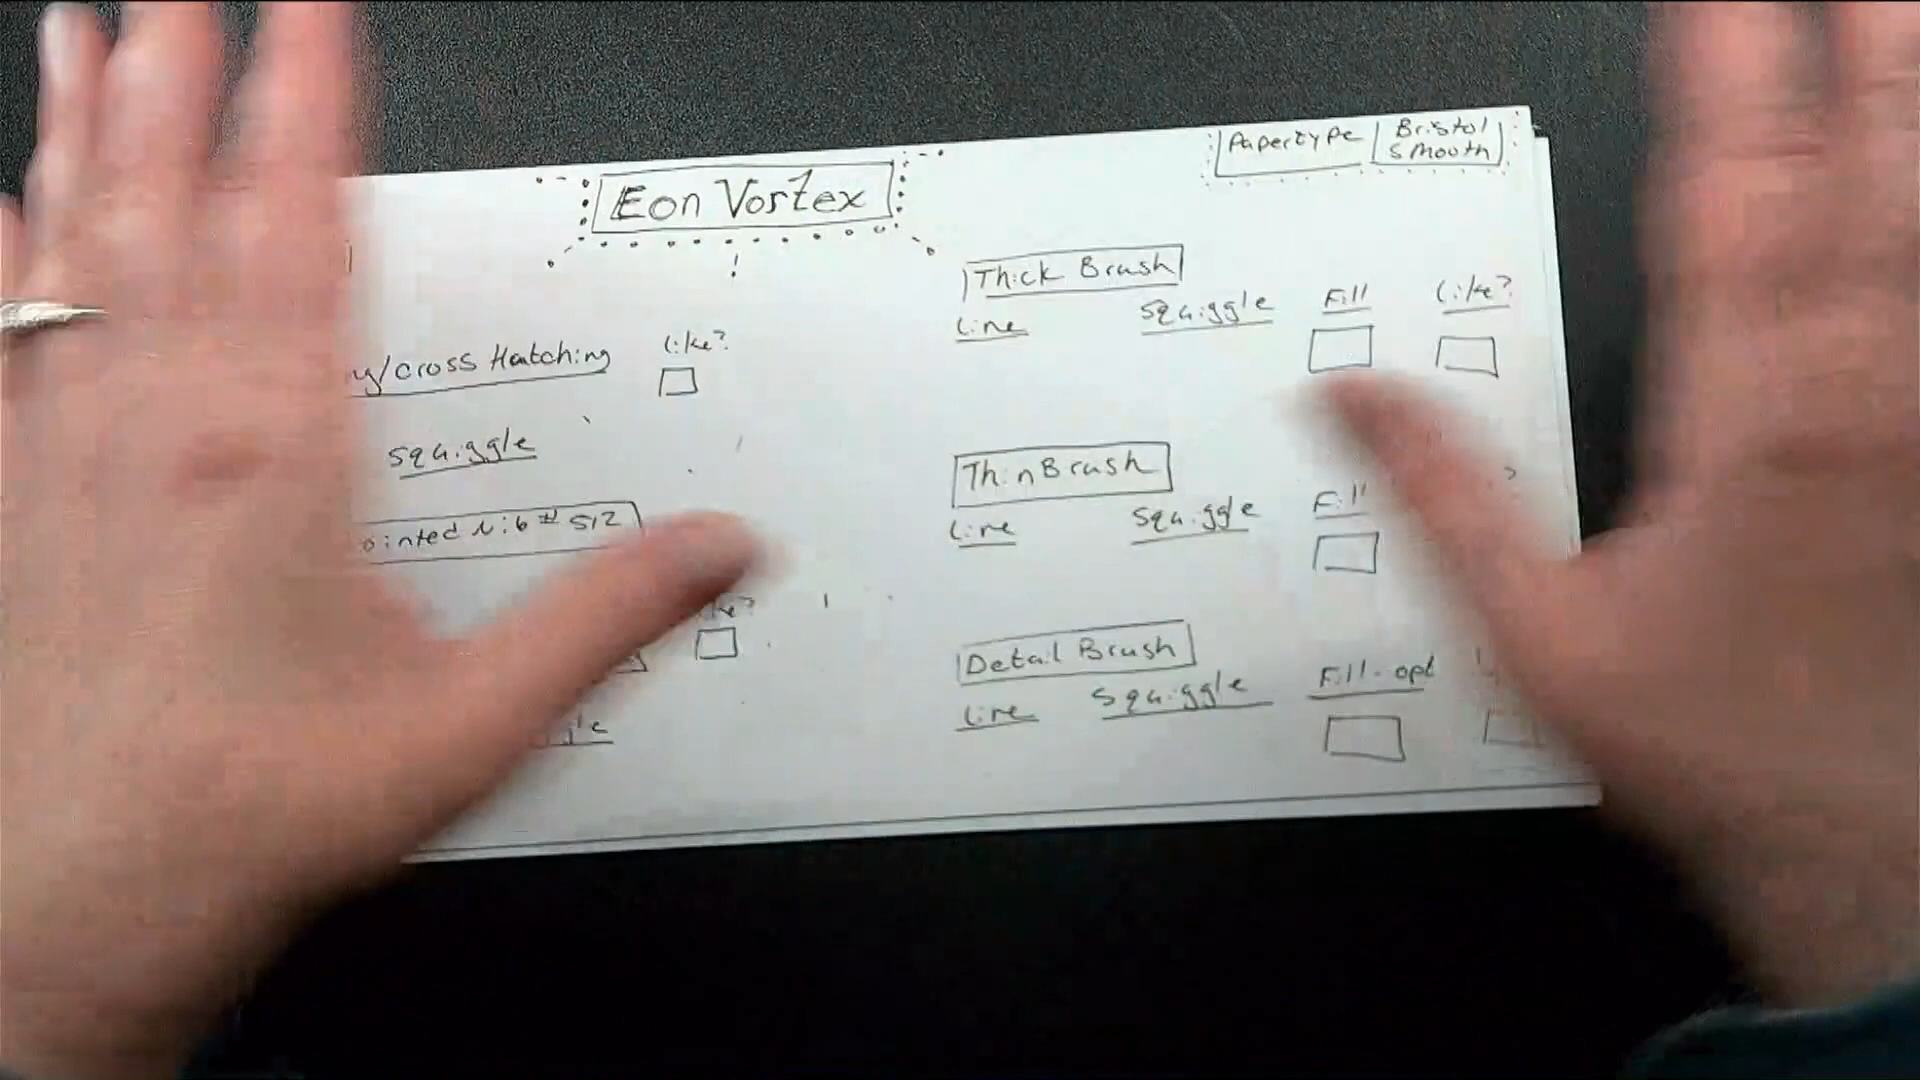 Eon Vortex
Papertype
Bristol
smooth
Thick Brush
Line
Squiggle
Fill
Like?
/cross Hatching
Like?
Squiggle
ointed Nib # 512
Thin Brush
Line
Squiggle
Fill
Detail Brush
Line
Squiggle
Fill-opt